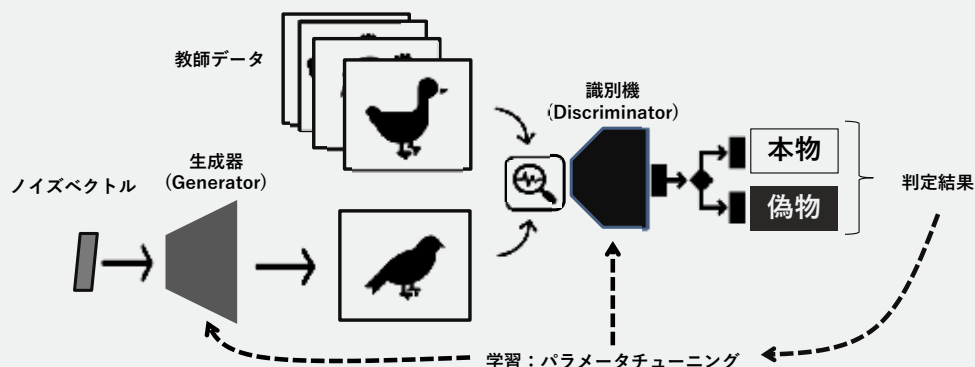 教師データ
識別機
(Discriminator)
生成器
(Generator)
ノイズベクトル
本物
偽物
判定結果
学習：パラメータチューニング